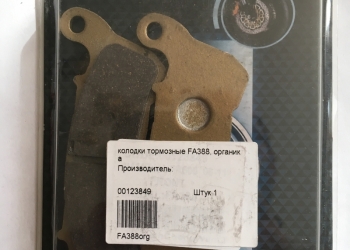 колодки тормозные FA388, органик
а
Производитель:
00123849 Штук 1
FA388org